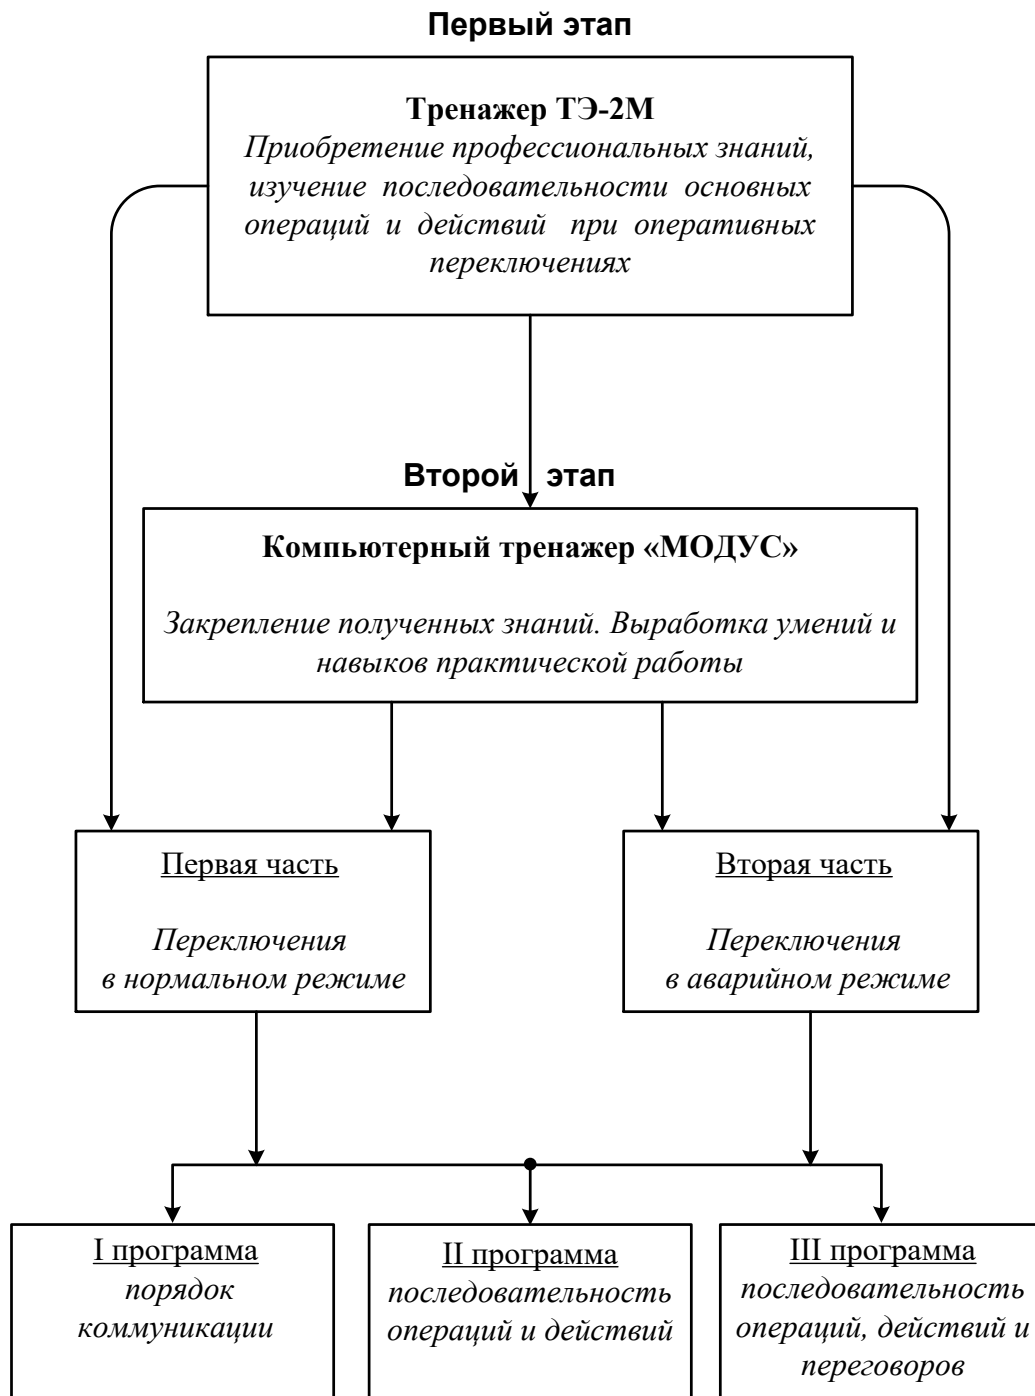 Первый этап
Тренажер ТЭ-2М
Приобретение профессиональных знаний,
изучение последовательности основных
операций и действий при оперативных
переключениях
Второй этап
Компьютерный тренажер «МОДУС»
Закрепление полученных знаний. Выработка умений и
навыков практической работы
Первая часть
Переключения
в нормальном режиме
Вторая часть
Переключения
в аварийном режиме
I программа
порядок
коммуникации
II программа
последовательность
операций и действий
III программа
последовательность
операций, действий и
переговоров